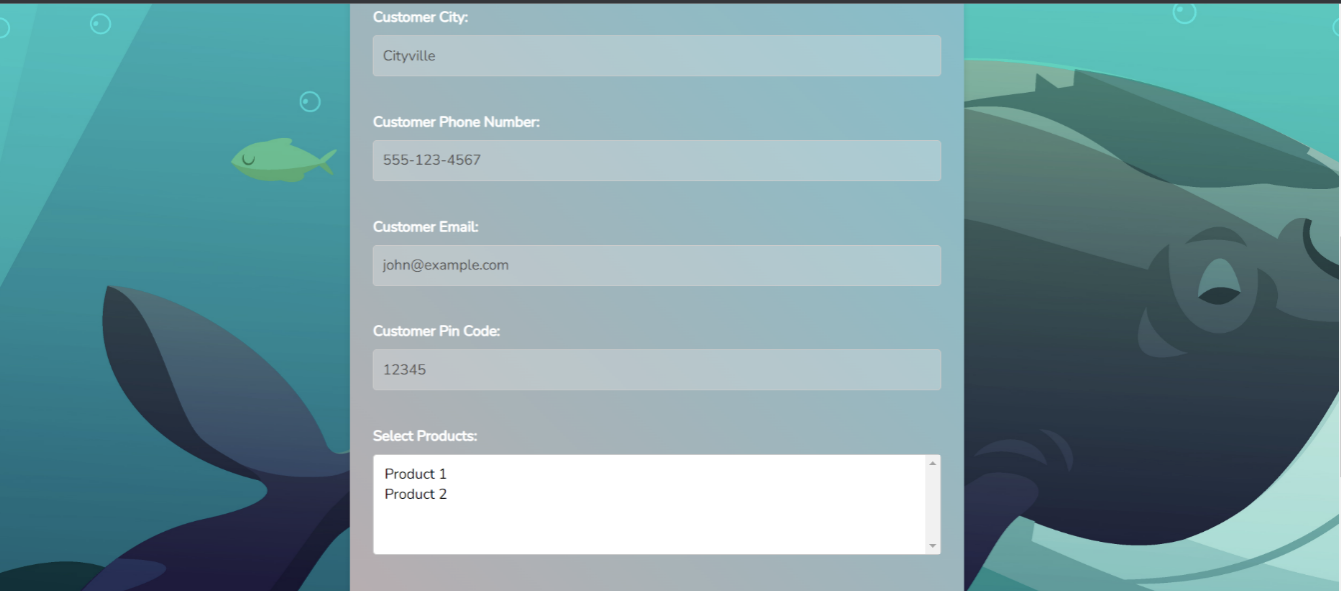 Customer City:
Cityville
Customer Phone Number:
555-123-4567
Customer Email:
john@example.com
Customer Pin Code:
12345
Select Products:
Product 1
Product 2